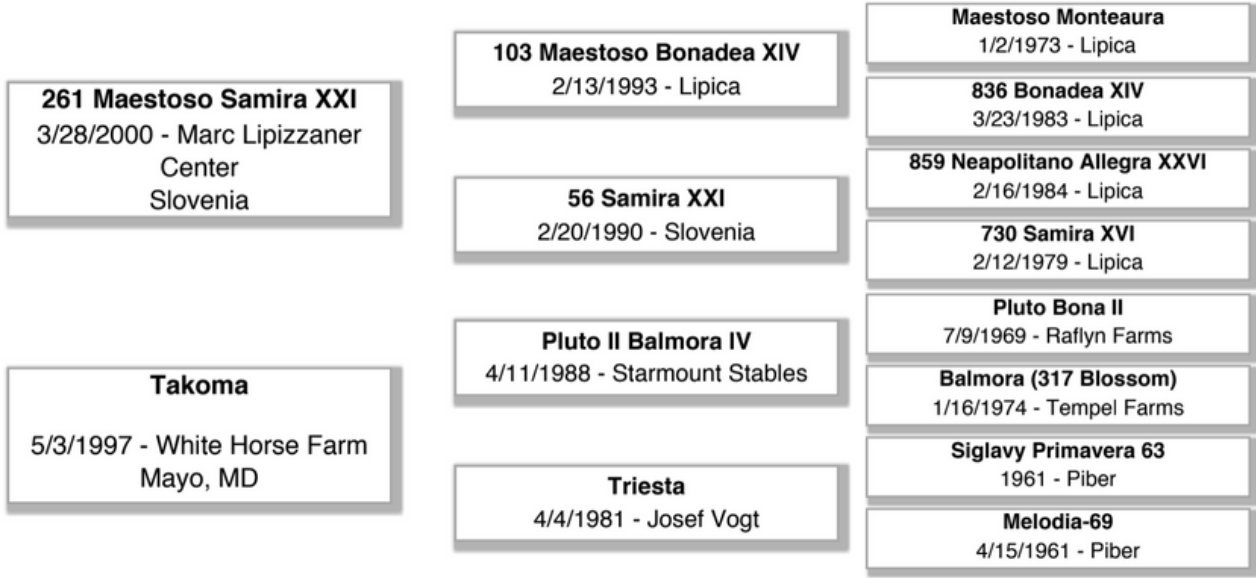 261 Maestoso Samira XXI
3/28/2000 - Marc Lipizzaner
Center
Slovenia
Takoma
5/3/1997 - White Horse Farm
Mayo, MD
103 Maestoso Bonadea XIV
2/13/1993 - Lipica
56 Samira XXI
2/20/1990 - Slovenia
Pluto II Balmora IV
4/11/1988 - Starmount Stables
Triesta
4/4/1981 - Josef Vogt
Maestoso Monteaura
1/2/1973 - Lipica
836 Bonadea XIV
3/23/1983 - Lipica
859 Neapolitano Allegra XXVI
2/16/1984 - Lipica
730 Samira XVI
2/12/1979 - Lipica
Pluto Bona II
7/9/1969 - Raflyn Farms
Balmora (317 Blossom)
1/16/1974 - Tempel Farms
Siglavy Primavera 63
1961 - Piber
Melodia-69
4/15/1961 - Piber